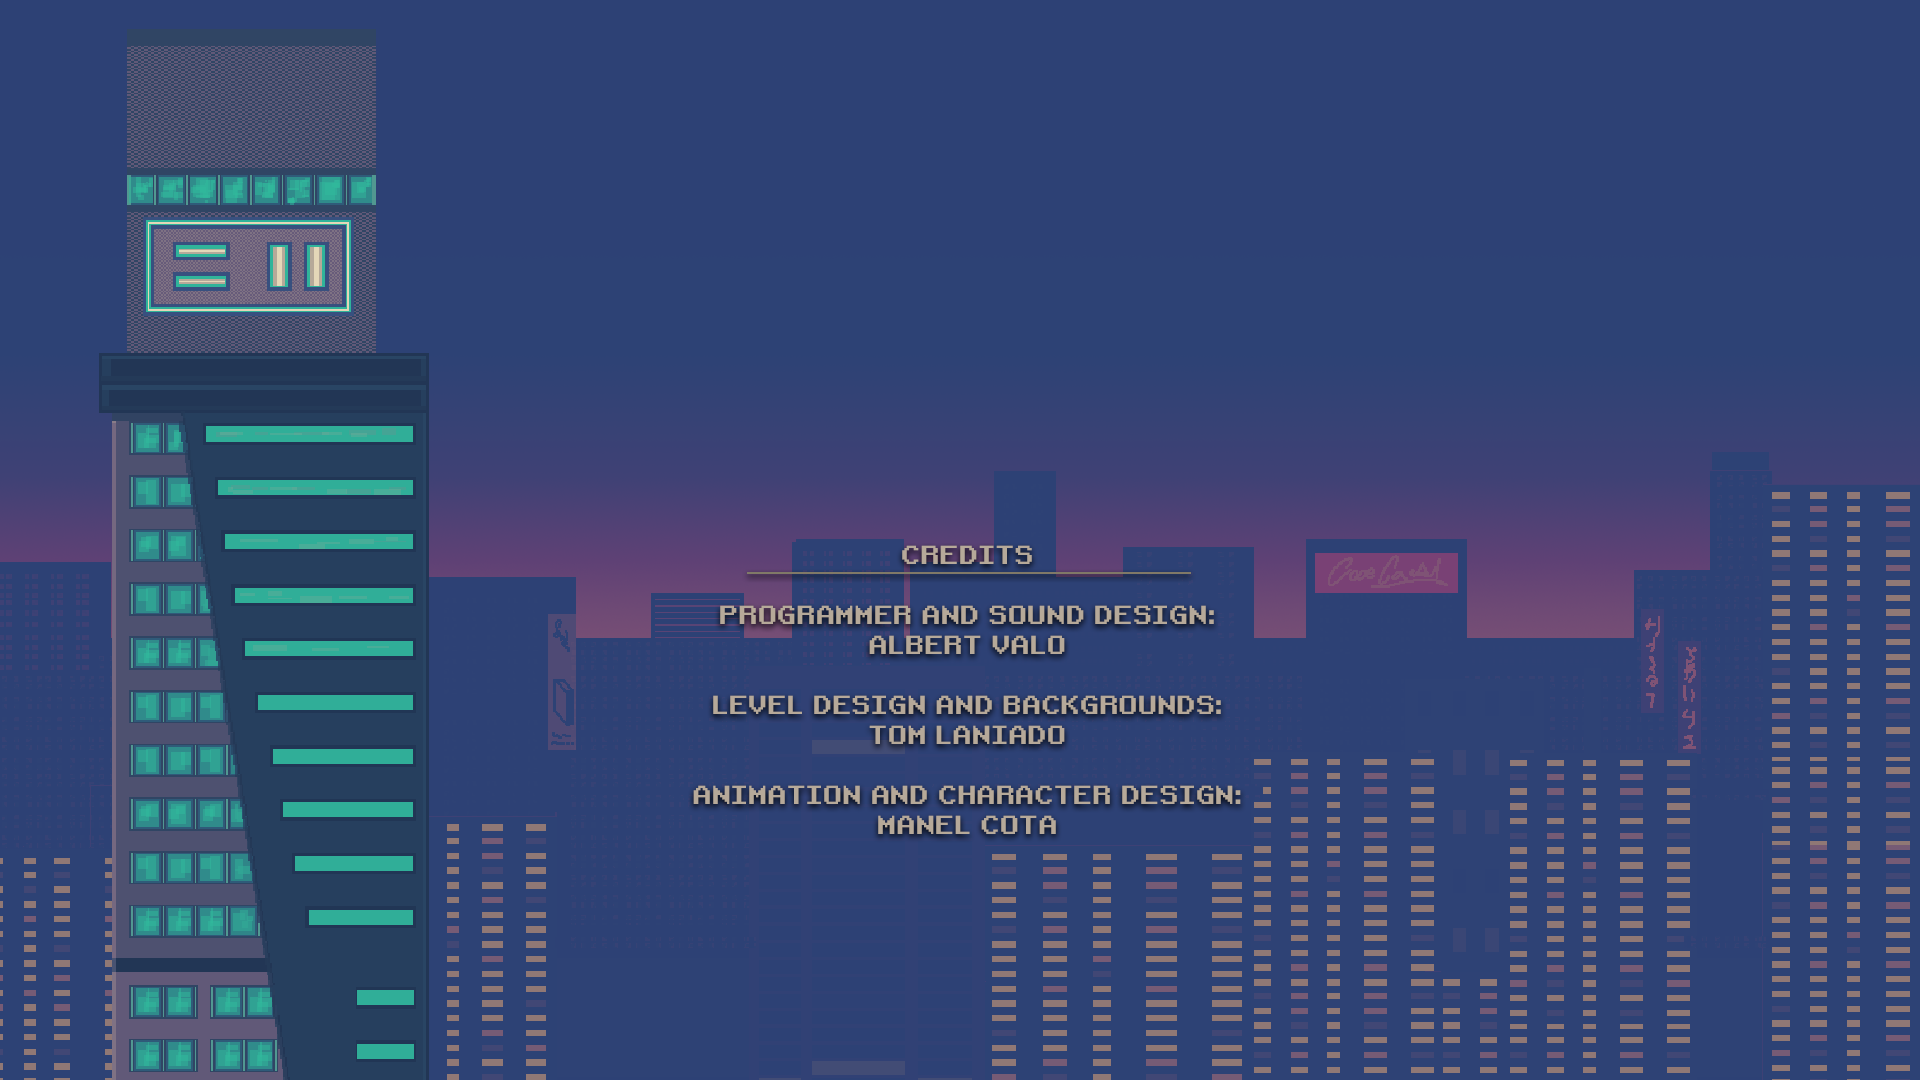 CREDITS
PROGRAMMER AND SOUND DESIGN:
ALBERT VALO
LEVEL DESIGN AND BACKGROUNDS:
TOM LANIADO
ANIMATION AND CHARACTER DESIGN:
MANEL COTA